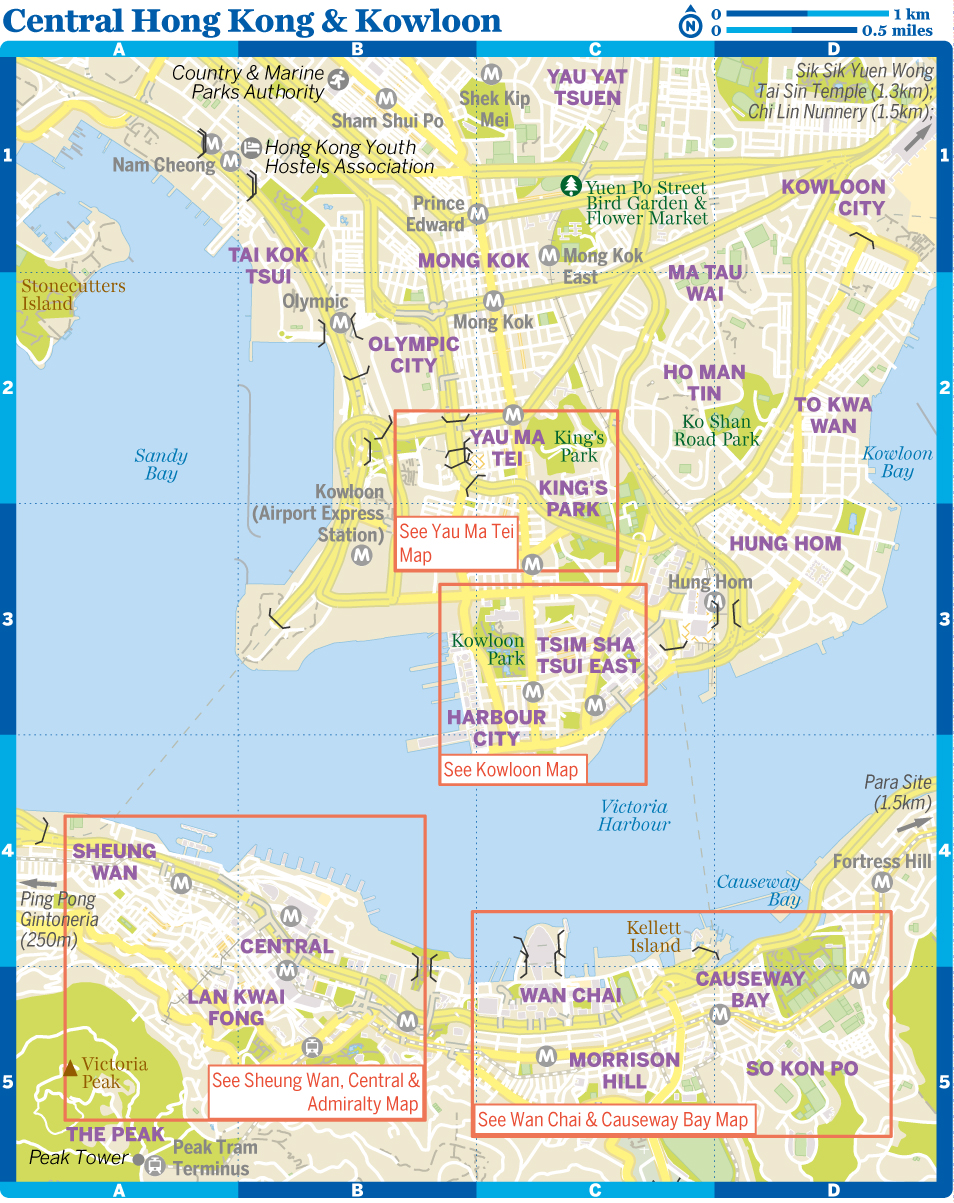 Central Hong Kong & Kowloon
N
0 1 km
0 0.5 miles
A B C D
1
Country & Marine
Parks Authority
Sham Shui Po
Shek Kip
Mei
YAU YAT
TSUEN
Sik Sik Yuen Wong
Tai Sin Temple (1.3km);
Chi Lin Nunnery (1.5km);
Nam Cheong
Hong Kong Youth
Hostels Association
Prince
Edward
Yuen Po Street
Bird Garden &
Flower Market
KOWLOON
CITY
1
TAI KOK
TSUI
MONG KOK
Mong Kok
East
MA TAU
WAI
Stonecutters
Island
Olympic
Mong Kok
OLYMPIC
CITY
2
HO MAN
TIN
2
TO KWA
WAN
Ko Shan
Road Park
YAU MA
TEI
King's
Park
Sandy
Bay
Kowloon
Bay
KING'S
PARK
Kowloon
(Airport Express
Station)
See Yau Ma Tei
Map
HUNG HOM
Hung Hom
3
3
Kowloon
Park
TSIM SHA
TSUI EAST
HARBOUR
CITY
See Kowloon Map
Victoria
Harbour
Para Site
(1.5km)
4
SHEUNG
WAN
4
Fortress Hill
Causeway
Bay
Ping Pong
Gintoneria
(250m)
Kellett
Island
CENTRAL
LAN KWAI
FONG
WAN CHAI
CAUSEWAY
BAY
5
Victoria
Peak
See Sheung Wan, Central &
Admiralty Map
MORRISON
HILL
SO KON PO
5
See Wan Chai & Causeway Bay Map
THE PEAK
Peak Tower
Peak Tram
Terminus
A B C D